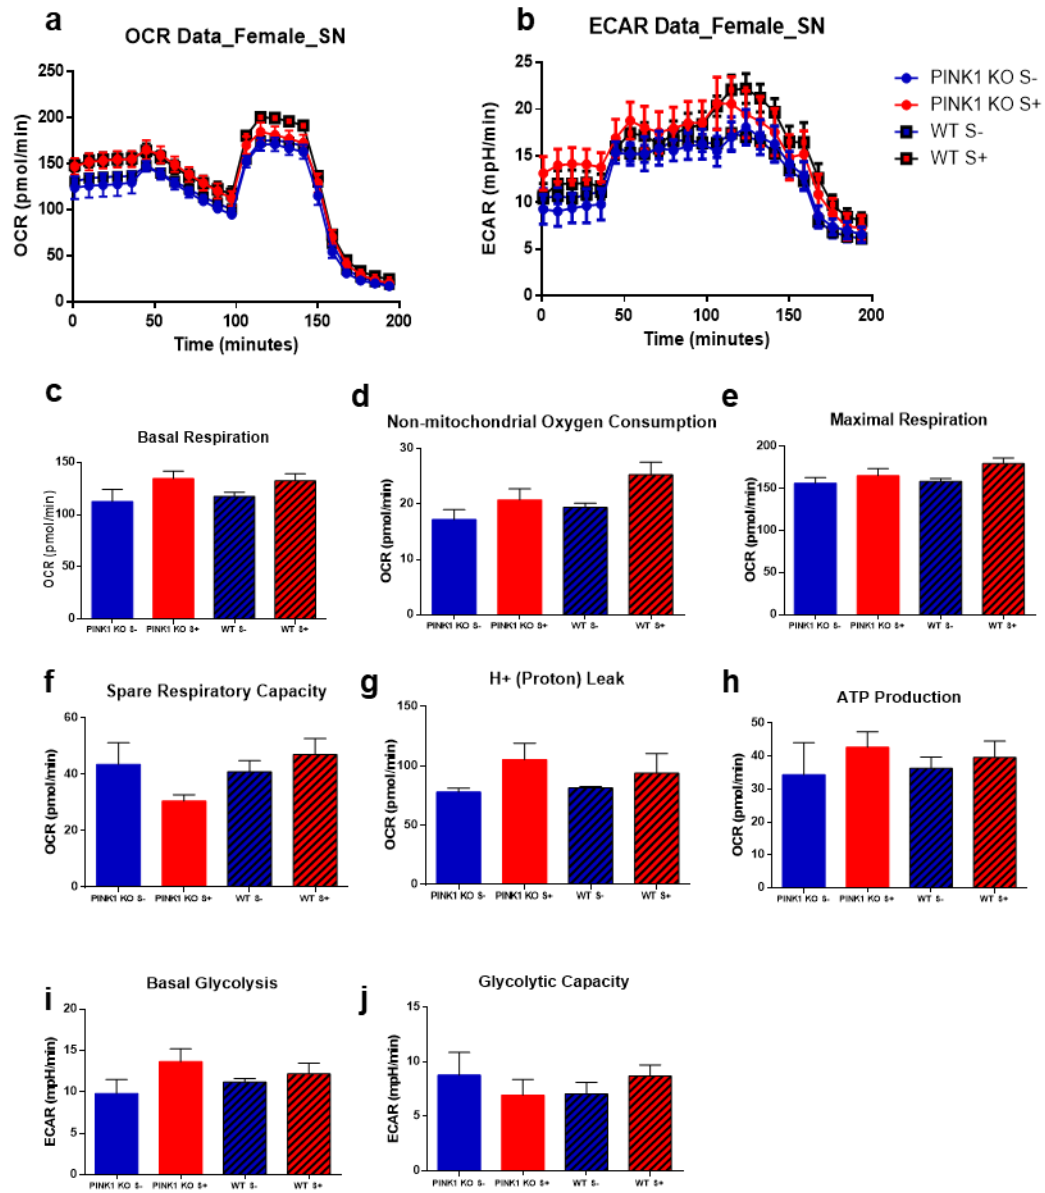 a
OCR Data_Female_SN
250
200
150
100
50
0
OCR (pmol/min)
0 50 100 150 200
Time (minutes)
b
ECAR Data_Female_SN
25
20
15
10
5
0
ECAR (mpH/min)
0 50 100 150 200
Time (minutes)
PINK1 KO S-
PINK1 KO S+
WT S-
WT S+
c
Basal Respiration
150
100
50
0
OCR (pmol/min)
PINK1 KO S- PINK1 KO S+ WT S- WT S+
d
Non-mitochondrial Oxygen Consumption
30
20
10
0
OCR (pmol/min)
PINK1 KO S- PINK1 KO S+ WT S- WT S+
e
Maximal Respiration
200
150
100
50
0
OCR (pmol/min)
PINK1 KO S- PINK1 KO S+ WT S- WT S+
f
Spare Respiratory Capacity
60
40
20
0
OCR (pmol/min)
PINK1 KO S- PINK1 KO S+ WT S- WT S+
g
H+ (Proton) Leak
150
100
50
0
OCR (pmol/min)
PINK1 KO S- PINK1 KO S+ WT S- WT S+
h
ATP Production
50
40
30
20
10
0
OCR (pmol/min)
PINK1 KO S- PINK1 KO S+ WT S- WT S+
i
Basal Glycolysis
20
15
10
5
0
ECAR (mpH/min)
PINK1 KO S- PINK1 KO S+ WT S- WT S+
j
Glycolytic Capacity
15
10
5
0
ECAR (mpH/min)
PINK1 KO S- PINK1 KO S+ WT S- WT S+